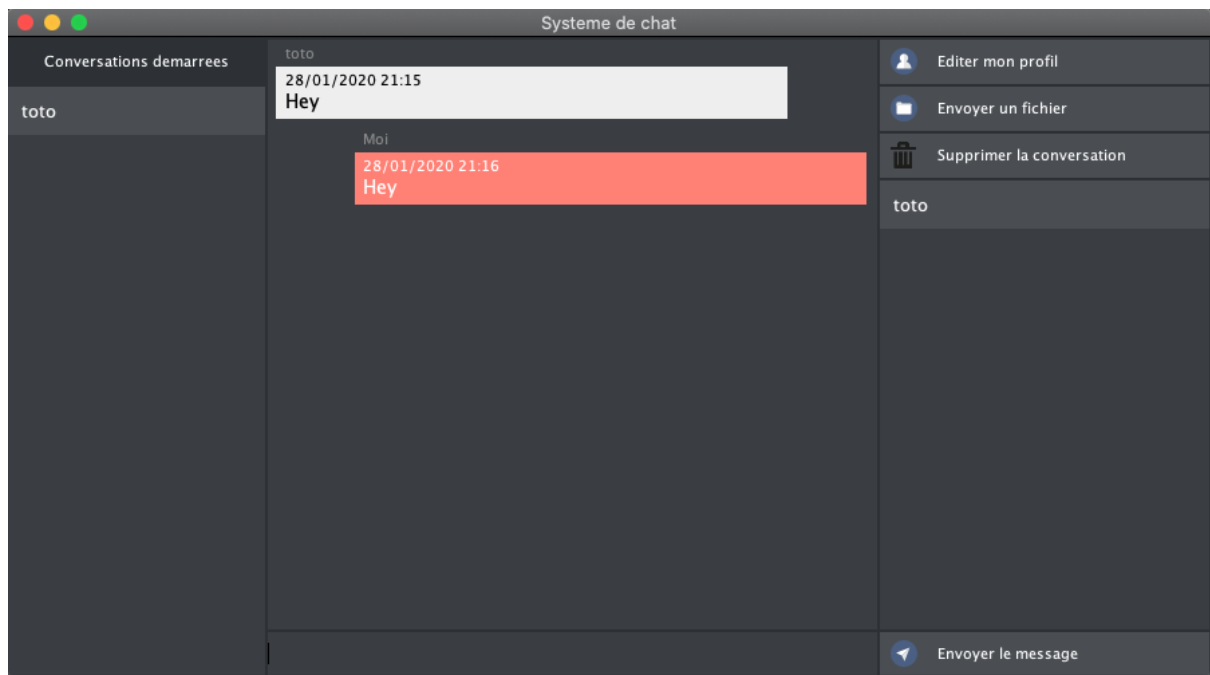 Systeme de chat
Conversations demarrees
toto
toto
28/01/2020 21:15
Hey
Moi
28/01/2020 21:16
Hey
Editer mon profil
Envoyer un fichier
Supprimer la conversation
toto
Envoyer le message